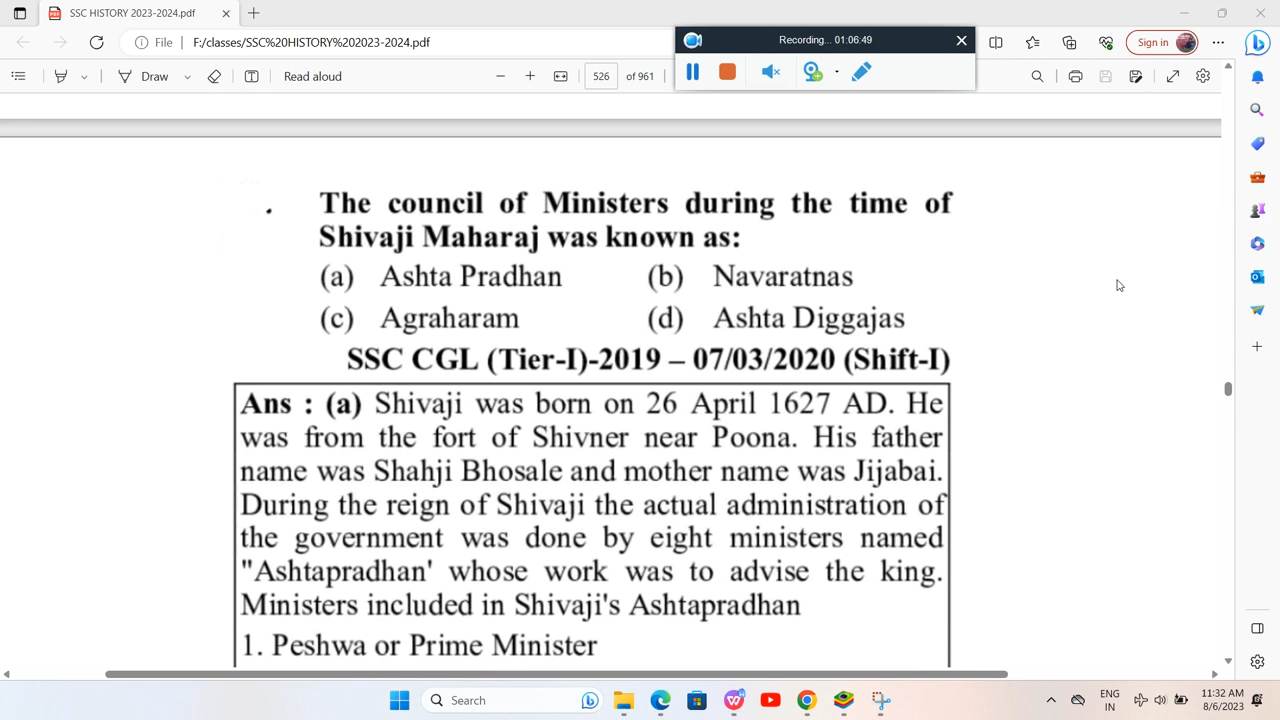 SSC HISTORY 2023-2024.pdf
File F:/classes/SSC%20HISTORY%202023-2024.pdf
Recording... 01:06:49
Sign in
Draw
Read aloud
526 of 961
. The council of Ministers during the time of
Shivaji Maharaj was known as:
(a) Ashta Pradhan (b) Navaratnas
(c) Agraharam (d) Ashta Diggajas
SSC CGL (Tier-I)-2019 – 07/03/2020 (Shift-I)
Ans : (a) Shivaji was born on 26 April 1627 AD. He
was from the fort of Shivner near Poona. His father
name was Shahji Bhosale and mother name was Jijabai.
During the reign of Shivaji the actual administration of
the government was done by eight ministers named
"Ashtapradhan' whose work was to advise the king.
Ministers included in Shivaji's Ashtapradhan
1. Peshwa or Prime Minister
Search
ENG
IN
11:32 AM
8/6/2023